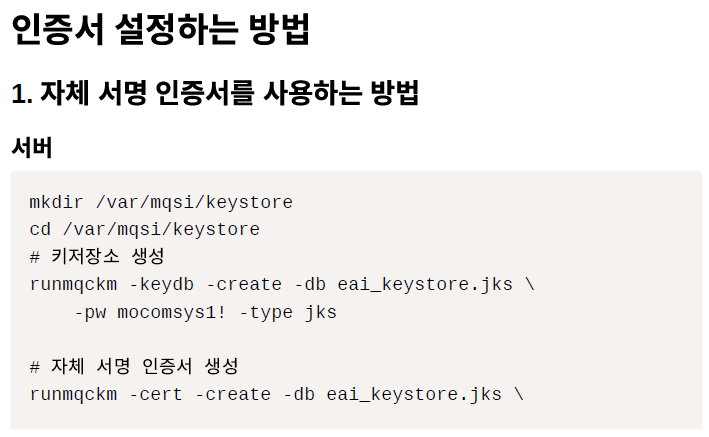 인증서 설정하는 방법
1. 자체 서명 인증서를 사용하는 방법
서버
mkdir /var/mqsi/keystore
cd /var/mqsi/keystore
# 키저장소 생성
runmqckm -keydb -create -db eai_keystore.jks \
-pw mocomsys1! -type jks
# 자체 서명 인증서 생성
runmqckm -cert -create -db eai_keystore.jks \